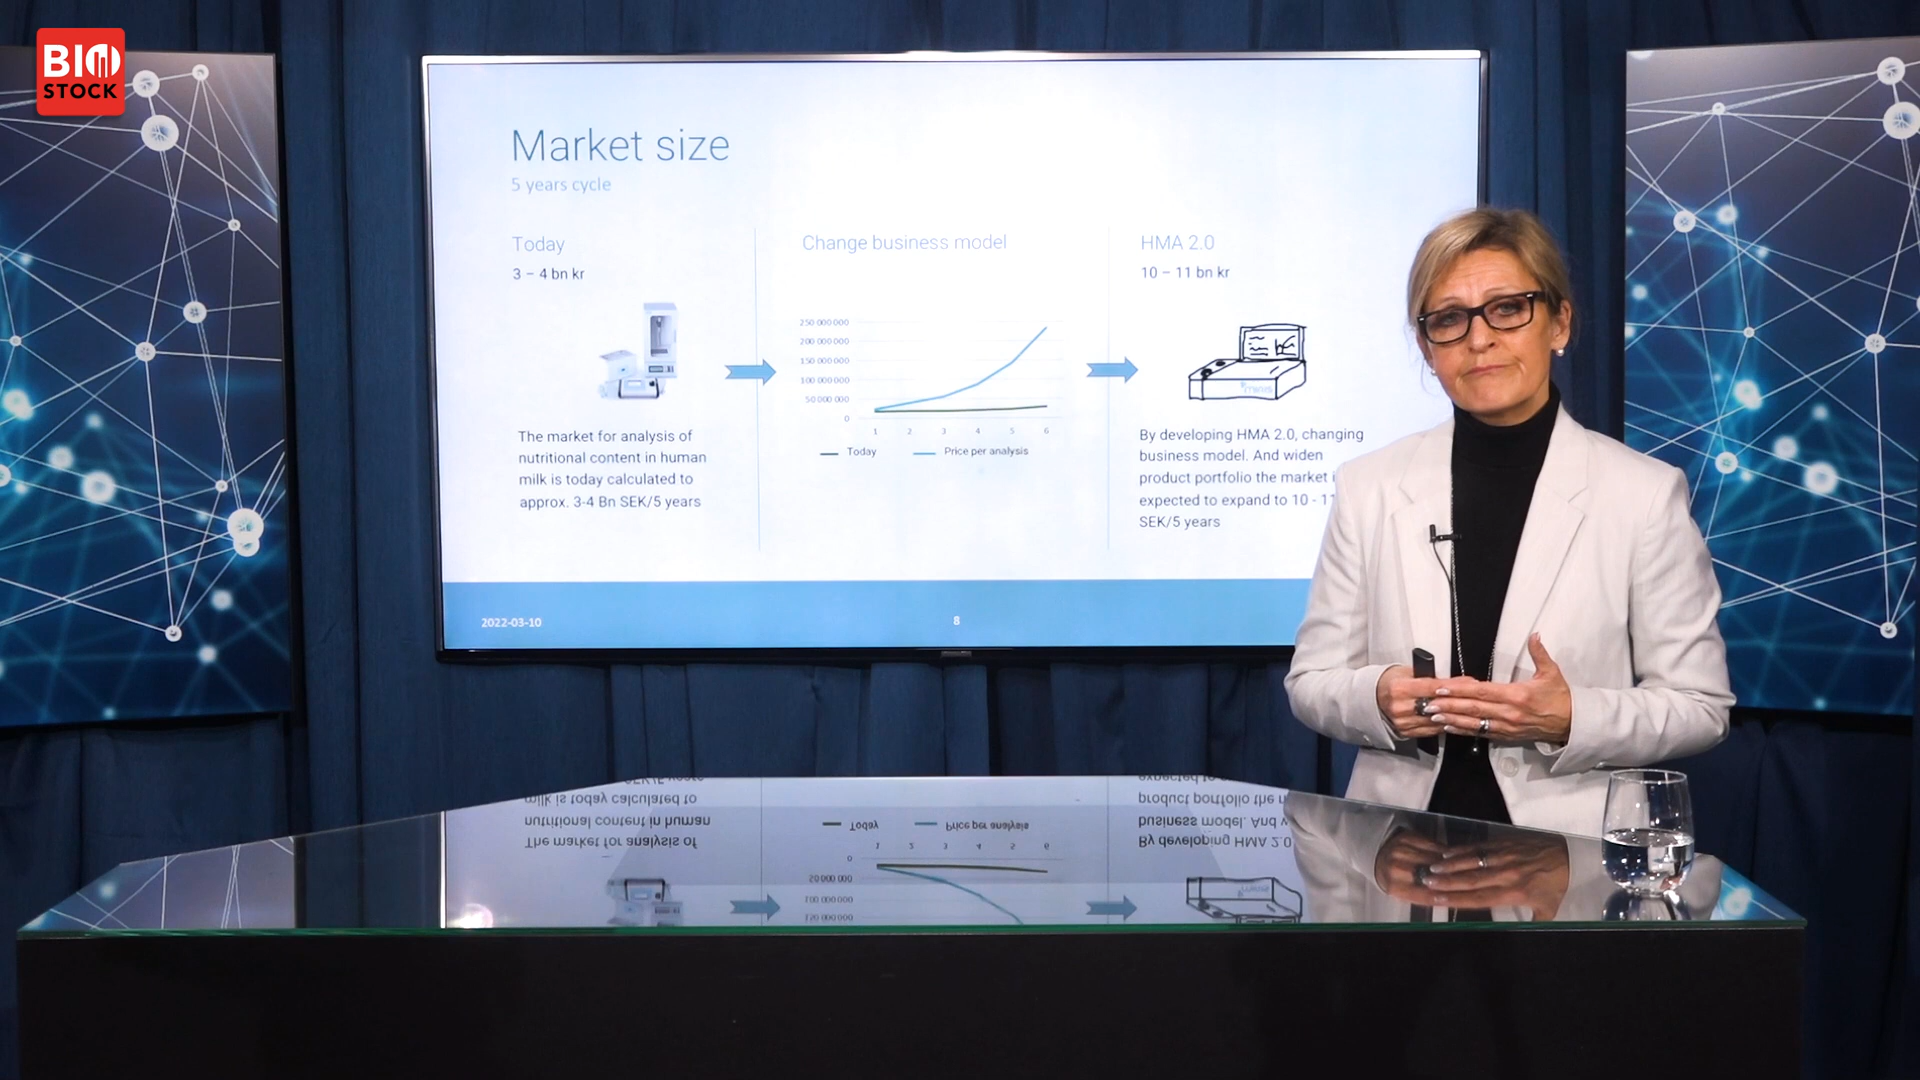 BIO
STOCK
Market size
5 years cycle
Today
3 – 4 bn kr
The market for analysis of
nutritional content in human
milk is today calculated to
approx. 3-4 Bn SEK/5 years
Change business model
250 000 000
200 000 000
150 000 000
100 000 000
50 000 000
0
1 2 3 4 5 6
Today Price per analysis
HMA 2.0
10 – 11 bn kr
miris
By developing HMA 2.0, changing
business model. And widen
product portfolio the market
expected to expand to 10 - 11
SEK/5 years
2022-03-10
8